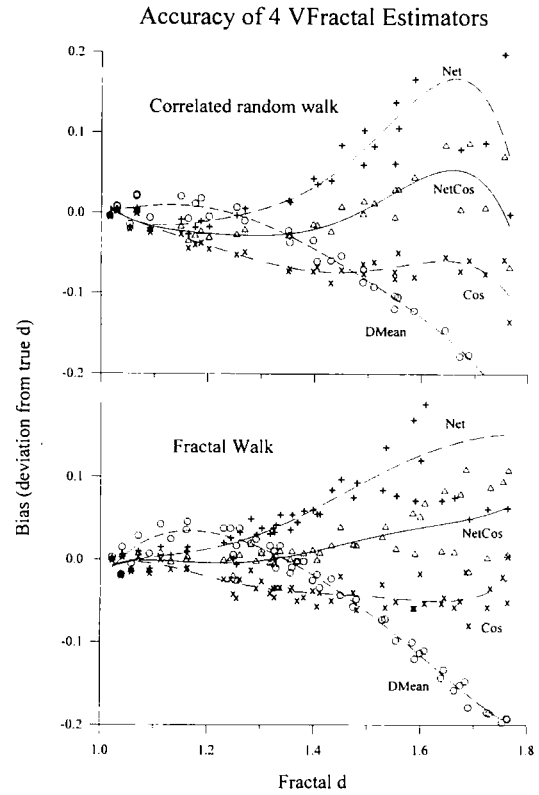 Accuracy of 4 VFractal Estimators
0.2
Net
Correlated random walk
0.1
NetCos
0.0
Cos
-0.1
DMean
-0.2
Bias (deviation from true d)
Net
Fractal Walk
0.1
NetCos
0.0
Cos
-0.1
DMean
-0.2
1.0
1.2
1.4
1.6
1.8
Fractal d